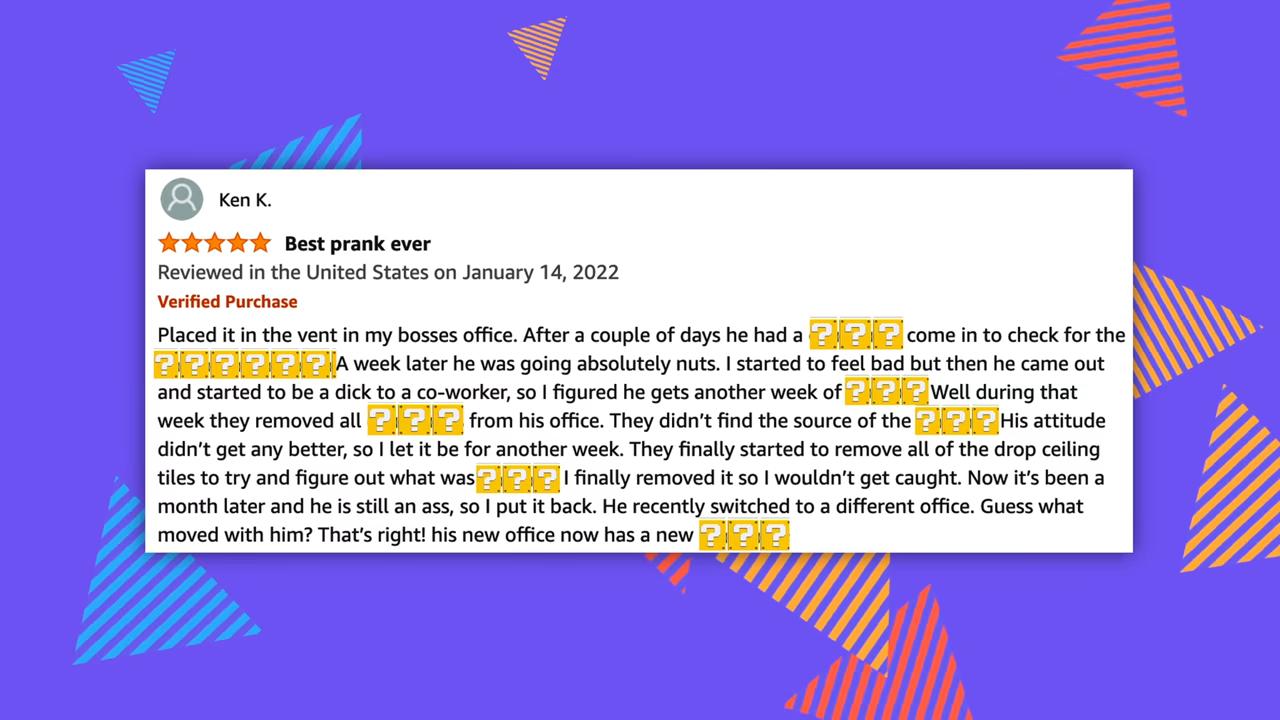 Ken K.
Best prank ever
Reviewed in the United States on January 14, 2022
Verified Purchase
Placed it in the vent in my bosses office. After a couple of days he had a ? ? ? come in to check for the
? ? ? ? ? ? A week later he was going absolutely nuts. I started to feel bad but then he came out
and started to be a dick to a co-worker, so I figured he gets another week of ? ? ? Well during that
week they removed all ? ? ? from his office. They didn't find the source of the ? ? ? His attitude
didn't get any better, so I let it be for another week. They finally started to remove all of the drop ceiling
tiles to try and figure out what was ? ? ? I finally removed it so I wouldn't get caught. Now it's been a
month later and he is still an ass, so I put it back. He recently switched to a different office. Guess what
moved with him? That's right! his new office now has a new ? ? ?